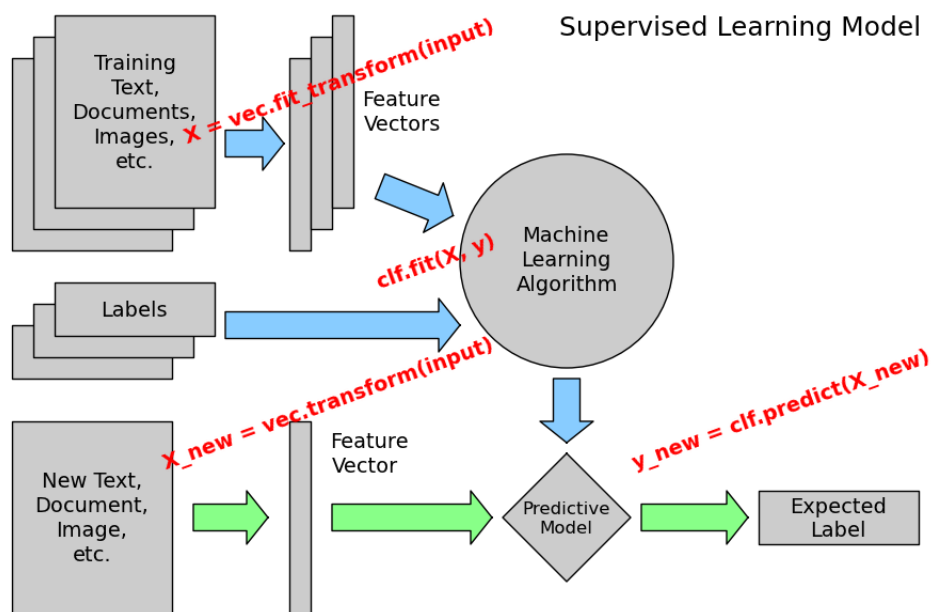 Supervised Learning Model
Training
Text,
Documents,
Images,
etc.
X = vec.fit_transform(input)
Feature
Vectors
Machine
Learning
Algorithm
clf.fit(X, y)
Labels
X_new = vec.transform(input)
y_new = clf.predict(X_new)
New Text,
Document,
Image,
etc.
Feature
Vector
Predictive
Model
Expected
Label